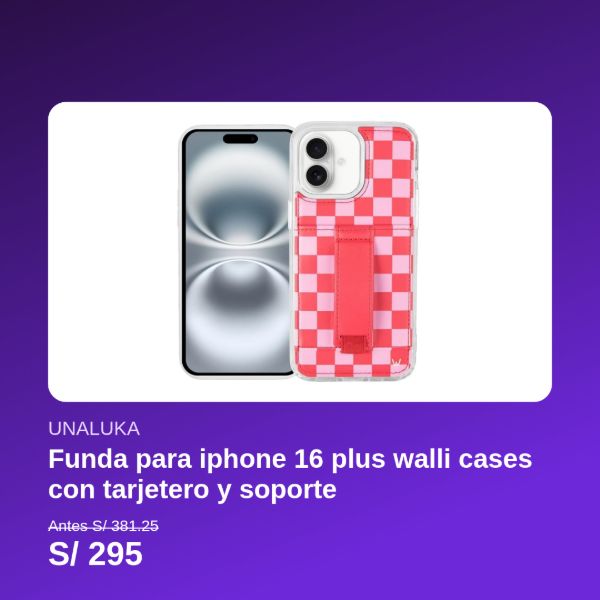 UNALUKA
Funda para iphone 16 plus walli cases
con tarjetero y soporte
Antes S/ 381.25
S/ 295